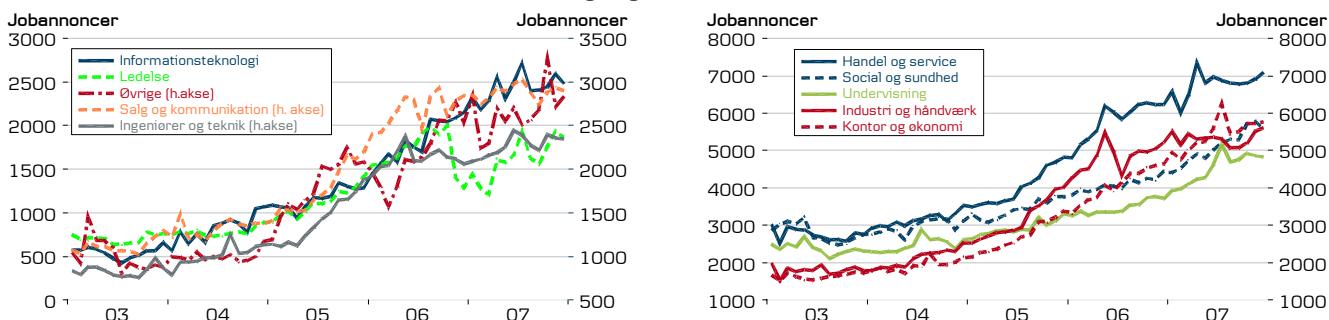 Jobannoncer Jobannoncer
3000 3500
Informationsteknologi
Ledelse
2500 3000
Øvrige (h.akse)
Salg og kommunikation (h. akse)
Ingeniører og teknik (h.akse)
2000 2500
1500 2000
1000 1500
500 1000
0 500
03 04 05 06 07
Jobannoncer Jobannoncer
8000 8000
Handel og service
7000 7000
Social og sundhed
Undervisning
Industri og håndværk
6000 6000
Kontor og økonomi
5000 5000
4000 4000
3000 3000
2000 2000
1000 1000
03 04 05 06 07